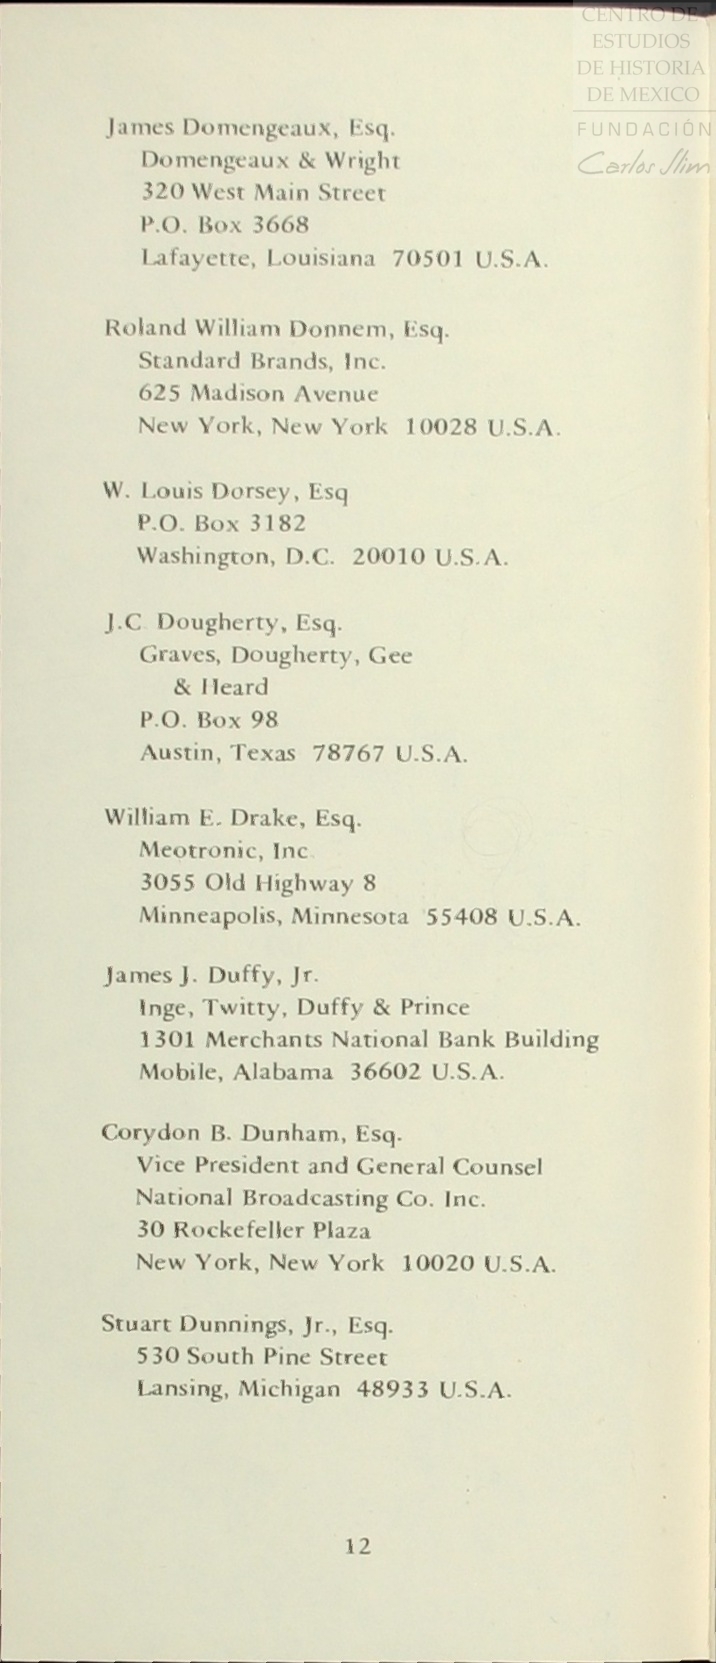 CENTRO DE
ESTUDIOS
DE HISTORIA
DE MEXICO
FUNDACIÓN
Carlos Slim
James Domengeaux, Esq.
Domengeaux & Wright
320 West Main Street
P.O. Box 3668
Lafayette, Louisiana 70501 U.S.A.
Roland William Donnem, Esq.
Standard Brands, Inc.
625 Madison Avenue
New York, New York 10028 U.S.A.
W. Louis Dorsey, Esq
P.O. Box 3182
Washington, D.C. 20010 U.S.A.
J.C. Dougherty, Esq.
Graves, Dougherty, Gee
& Heard
P.O. Box 98
Austin, Texas 78767 U.S.A.
William E. Drake, Esq.
Meotronic, Inc.
3055 Old Highway 8
Minneapolis, Minnesota 55408 U.S.A.
James J. Duffy, Jr.
Inge, Twitty, Duffy & Prince
1301 Merchants National Bank Building
Mobile, Alabama 36602 U.S.A.
Corydon B. Dunham, Esq.
Vice President and General Counsel
National Broadcasting Co. Inc.
30 Rockefeller Plaza
New York, New York 10020 U.S.A.
Stuart Dunnings, Jr., Esq.
530 South Pine Street
Lansing, Michigan 48933 U.S.A.
12